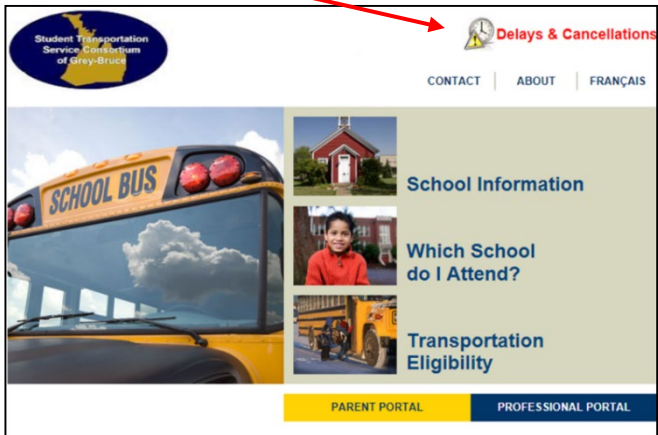 Student Transportation
Service Consortium
of Grey-Bruce
Delays & Cancellations
CONTACT ABOUT FRANÇAIS
SCHOOL BUS
School Information
Which School
do I Attend?
Transportation
Eligibility
PARENT PORTAL PROFESSIONAL PORTAL